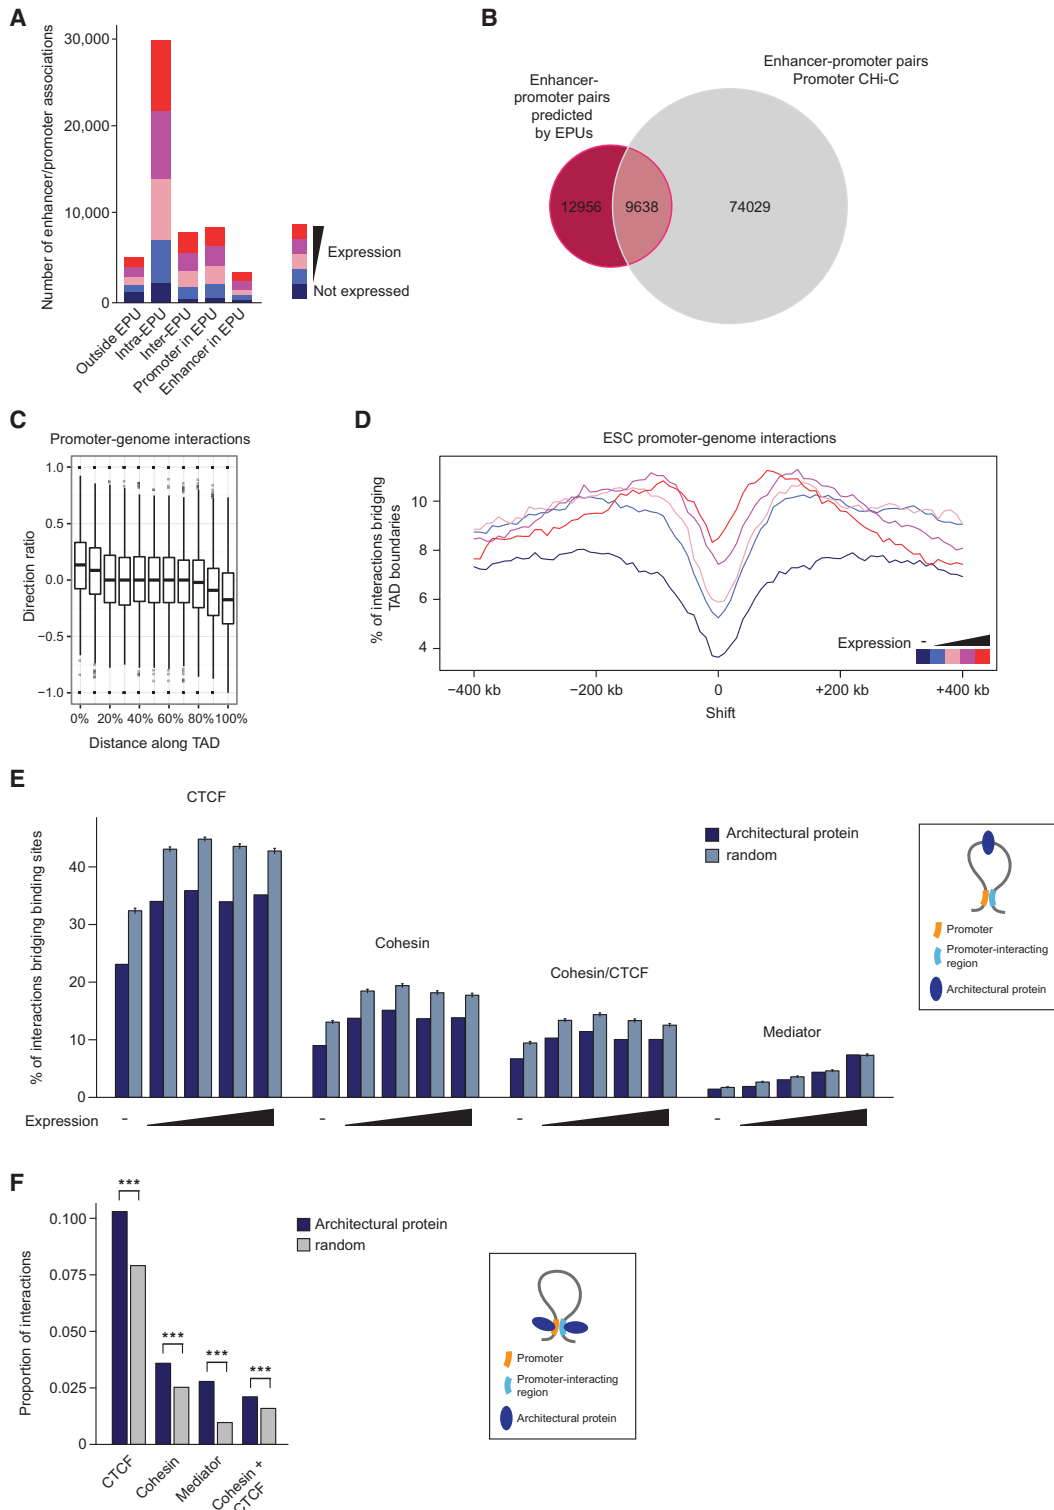 A
Number of enhancer/promoter associations
30,000
20,000
10,000
0
Outside EPU
Intra-EPU
Inter-EPU
Promoter in EPU
Enhancer in EPU
Expression
Not expressed
B
Enhancer-
promoter pairs
predicted
by EPUs
Enhancer-promoter pairs
Promoter CHi-C
12956
9638
74029
C
Promoter-genome interactions
Direction ratio
1.0
0.5
0.0
−0.5
−1.0
0% 20% 40% 60% 80% 100%
Distance along TAD
D
ESC promoter-genome interactions
% of interactions bridging
TAD boundaries
10
8
6
4
Expression -
−400 kb −200 kb 0 +200 kb +400 kb
Shift
E
CTCF
Cohesin
Cohesin/CTCF
Mediator
% of interactions bridging binding sites
40
30
20
10
0
Expression - - - -
Architectural protein
random
Promoter
Promoter-interacting
region
Architectural protein
F
Proportion of interactions
0.100
0.075
0.050
0.025
0
***
***
***
***
CTCF
Cohesin
Mediator
Cohesin +
CTCF
Architectural protein
random
Promoter
Promoter-interacting
region
Architectural protein